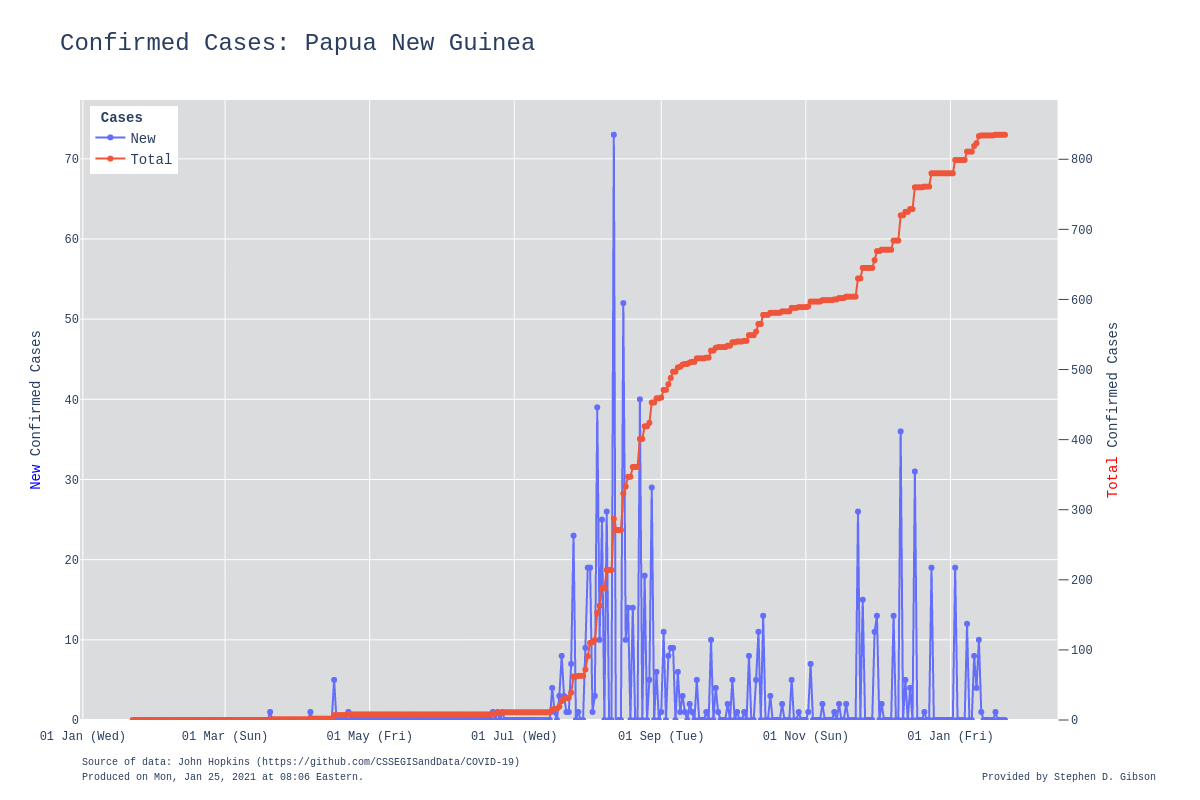 Confirmed Cases: Papua New Guinea
Cases
New
Total
70
60
50
40
30
20
10
0
New Confirmed Cases
800
700
600
500
400
300
200
100
0
Total Confirmed Cases
01 Jan (Wed) 01 Mar (Sun) 01 May (Fri) 01 Jul (Wed) 01 Sep (Tue) 01 Nov (Sun) 01 Jan (Fri)
Source of data: John Hopkins (https://github.com/CSSEGISandData/COVID-19)
Produced on Mon, Jan 25, 2021 at 08:06 Eastern.
Provided by Stephen D. Gibson